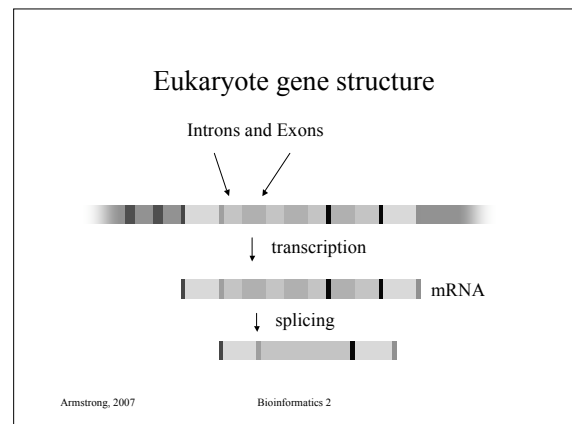 Eukaryote gene structure
Introns and Exons
transcription
mRNA
splicing
Armstrong, 2007
Bioinformatics 2